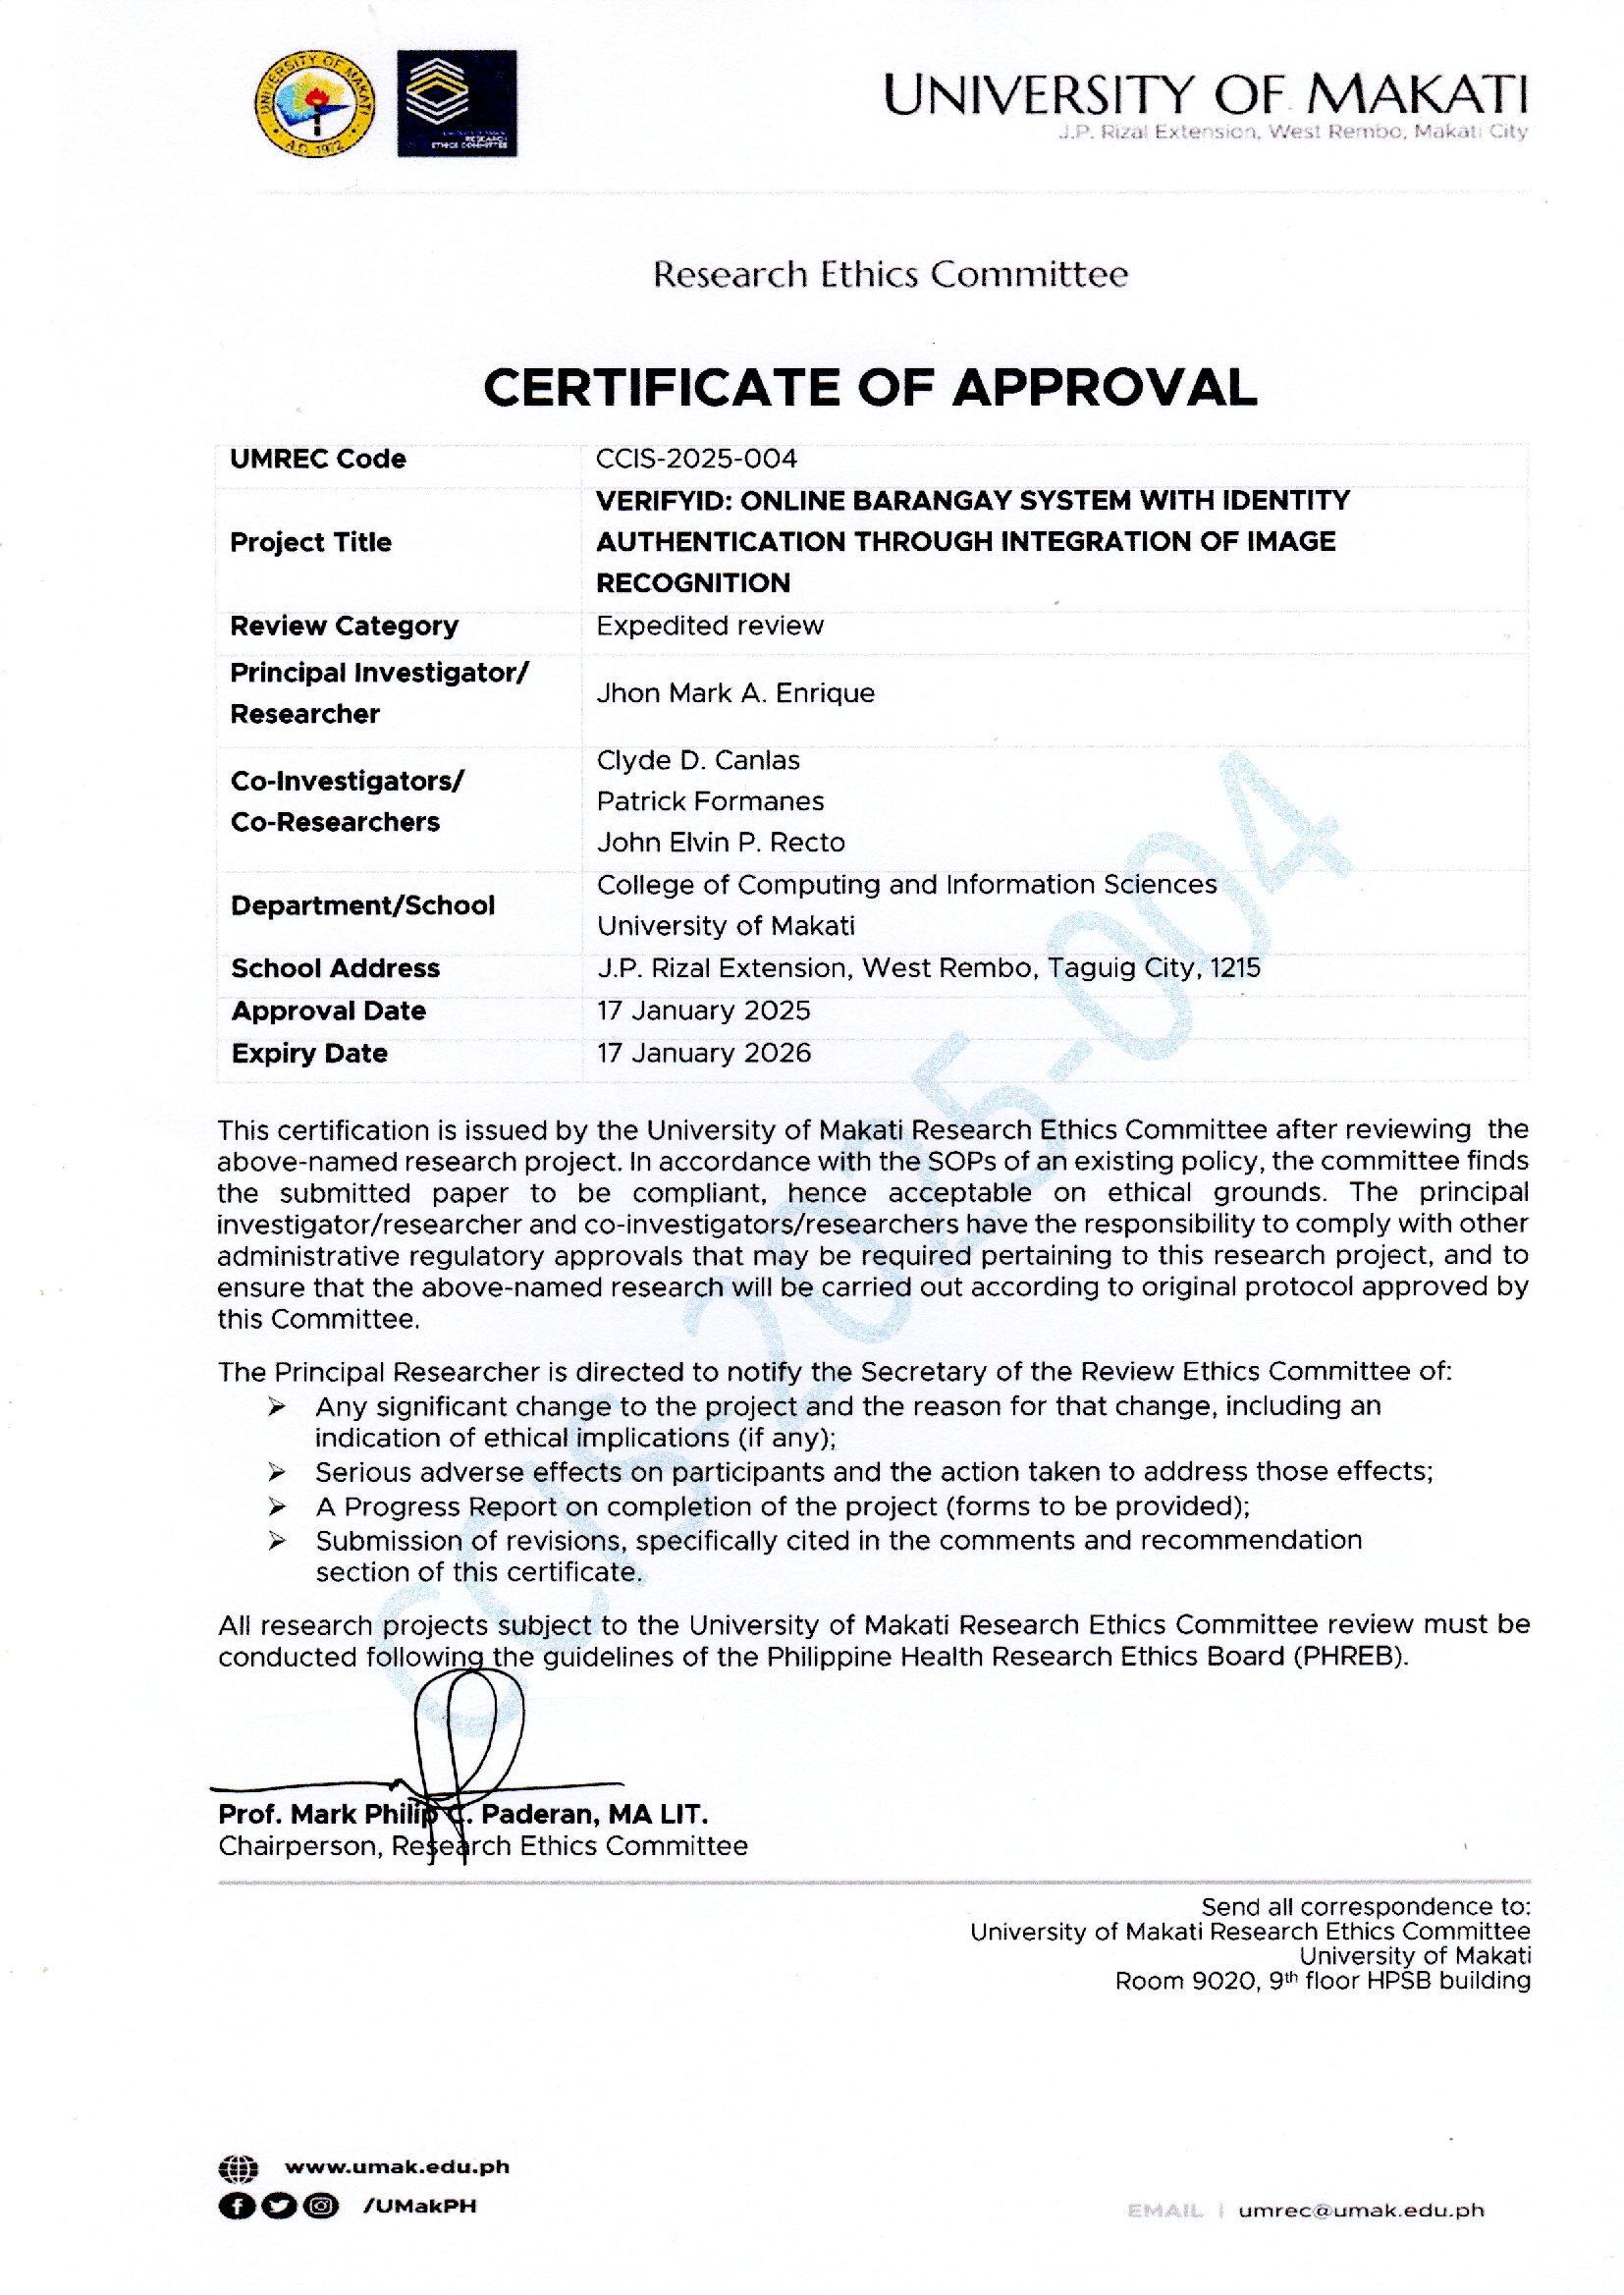 UNIVERSITY OF MAKATI
A.D. 1972
RESEARCH
ETHICS COMMITTEE
UNIVERSITY OF MAKATI
J.P. Rizal Extension, West Rembo, Makati City
Research Ethics Committee
CERTIFICATE OF APPROVAL
UMREC Code CCIS-2025-004
Project Title VERIFYID: ONLINE BARANGAY SYSTEM WITH IDENTITY
AUTHENTICATION THROUGH INTEGRATION OF IMAGE
RECOGNITION
Review Category Expedited review
Principal Investigator/
Researcher
Jhon Mark A. Enrique
Co-Investigators/
Co-Researchers
Clyde D. Canlas
Patrick Formanes
John Elvin P. Recto
Department/School
College of Computing and Information Sciences
University of Makati
School Address J.P. Rizal Extension, West Rembo, Taguig City, 1215
Approval Date 17 January 2025
Expiry Date 17 January 2026
CCIS-2025-004
This certification is issued by the University of Makati Research Ethics Committee after reviewing the
above-named research project. In accordance with the SOPs of an existing policy, the committee finds
the submitted paper to be compliant, hence acceptable on ethical grounds. The principal
investigator/researcher and co-investigators/researchers have the responsibility to comply with other
administrative regulatory approvals that may be required pertaining to this research project, and to
ensure that the above-named research will be carried out according to original protocol approved by
this Committee.
The Principal Researcher is directed to notify the Secretary of the Review Ethics Committee of:
➢ Any significant change to the project and the reason for that change, including an
indication of ethical implications (if any);
➢ Serious adverse effects on participants and the action taken to address those effects;
➢ A Progress Report on completion of the project (forms to be provided);
➢ Submission of revisions, specifically cited in the comments and recommendation
section of this certificate.
All research projects subject to the University of Makati Research Ethics Committee review must be
conducted following the guidelines of the Philippine Health Research Ethics Board (PHREB).
Prof. Mark Philip C. Paderan, MA LIT.
Chairperson, Research Ethics Committee
Send all correspondence to:
University of Makati Research Ethics Committee
University of Makati
Room 9020, 9th floor HPSB building
www.umak.edu.ph
/UMakPH
EMAIL | umrec@umak.edu.ph